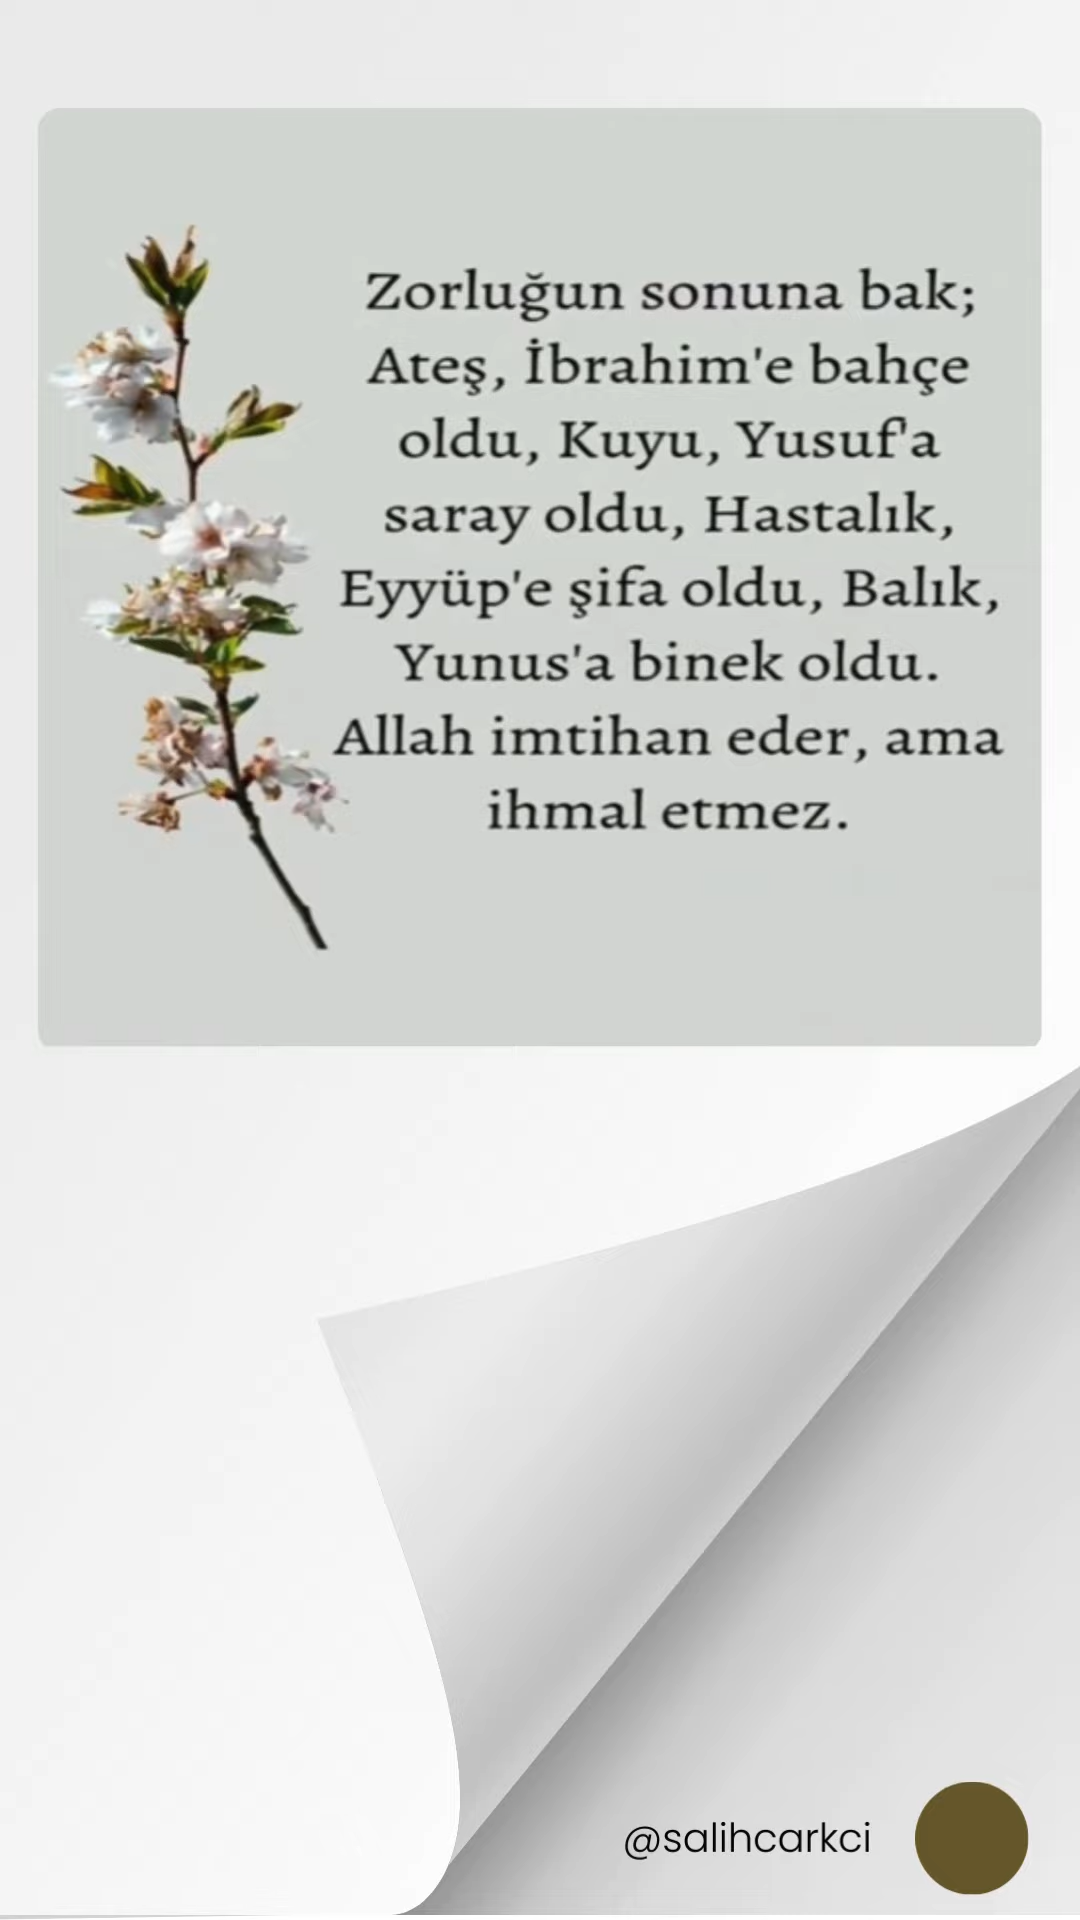 Zorluğun sonuna bak;
Ateş, İbrahim'e bahçe
oldu, Kuyu, Yusuf'a
saray oldu, Hastalık,
Eyyüp'e şifa oldu, Balık,
Yunus'a binek oldu.
Allah imtihan eder, ama
ihmal etmez.
@salihcarkci